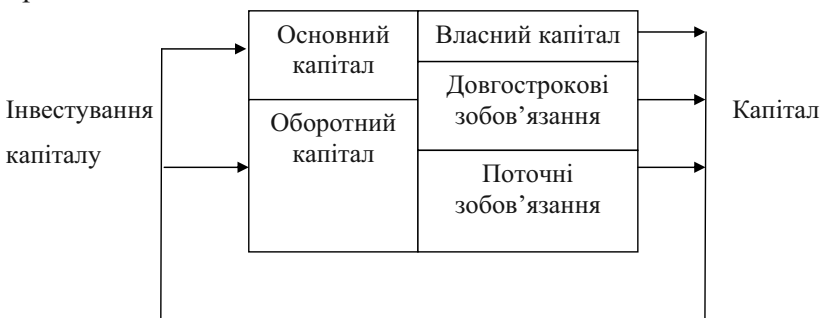 Основний
капітал
Власний капітал
Довгострокові
зобов’язання
Інвестування
капіталу
Оборотний
капітал
Капітал
Поточні
зобов’язання